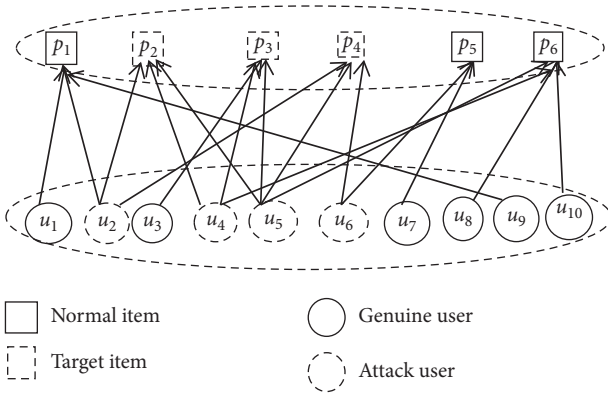 p1 p2 p3 p4 p5 p6
u1 u2 u3 u4 u5 u6 u7 u8 u9 u10
Normal item
Genuine user
Target item
Attack user